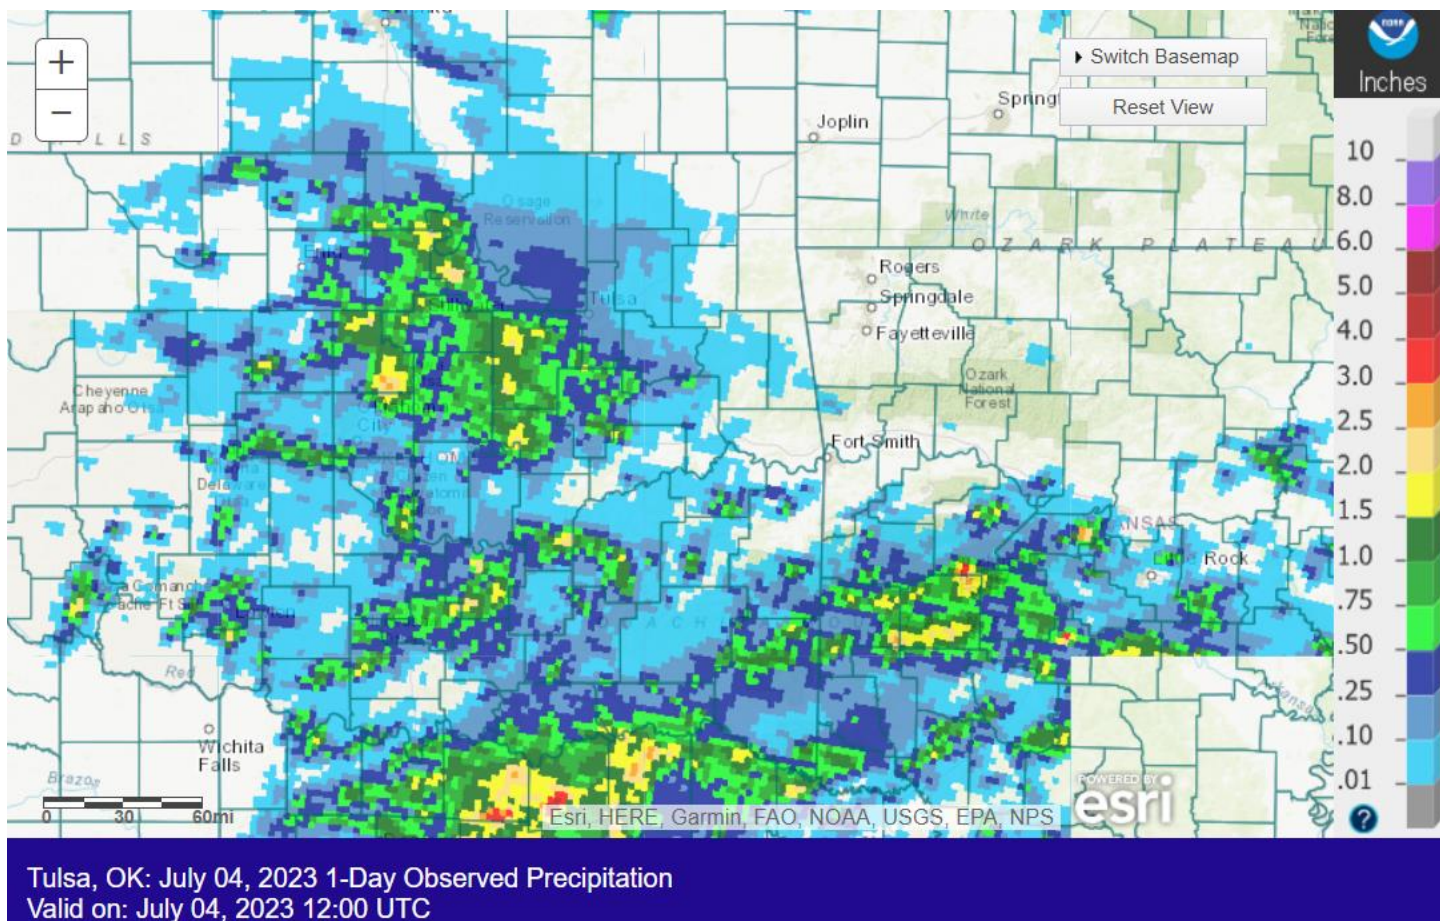 Switch Basemap
Reset View
Inches
Joplin
Spring
D
L L S
Osage
Reservation
White
O Z A R K P L A T E A U
Rogers
Springdale
Fayetteville
Tulsa
Ozark
National
Forest
Cheyenne
City
Fort Smith
Rock
Red
Wichita
Falls
Brazos
0 30 60mi
10
8.0
6.0
5.0
4.0
3.0
2.5
2.0
1.5
1.0
.75
.50
.25
.10
.01
POWERED BY
esri
Esri, HERE, Garmin, FAO, NOAA, USGS, EPA, NPS
Tulsa, OK: July 04, 2023 1-Day Observed Precipitation
Valid on: July 04, 2023 12:00 UTC